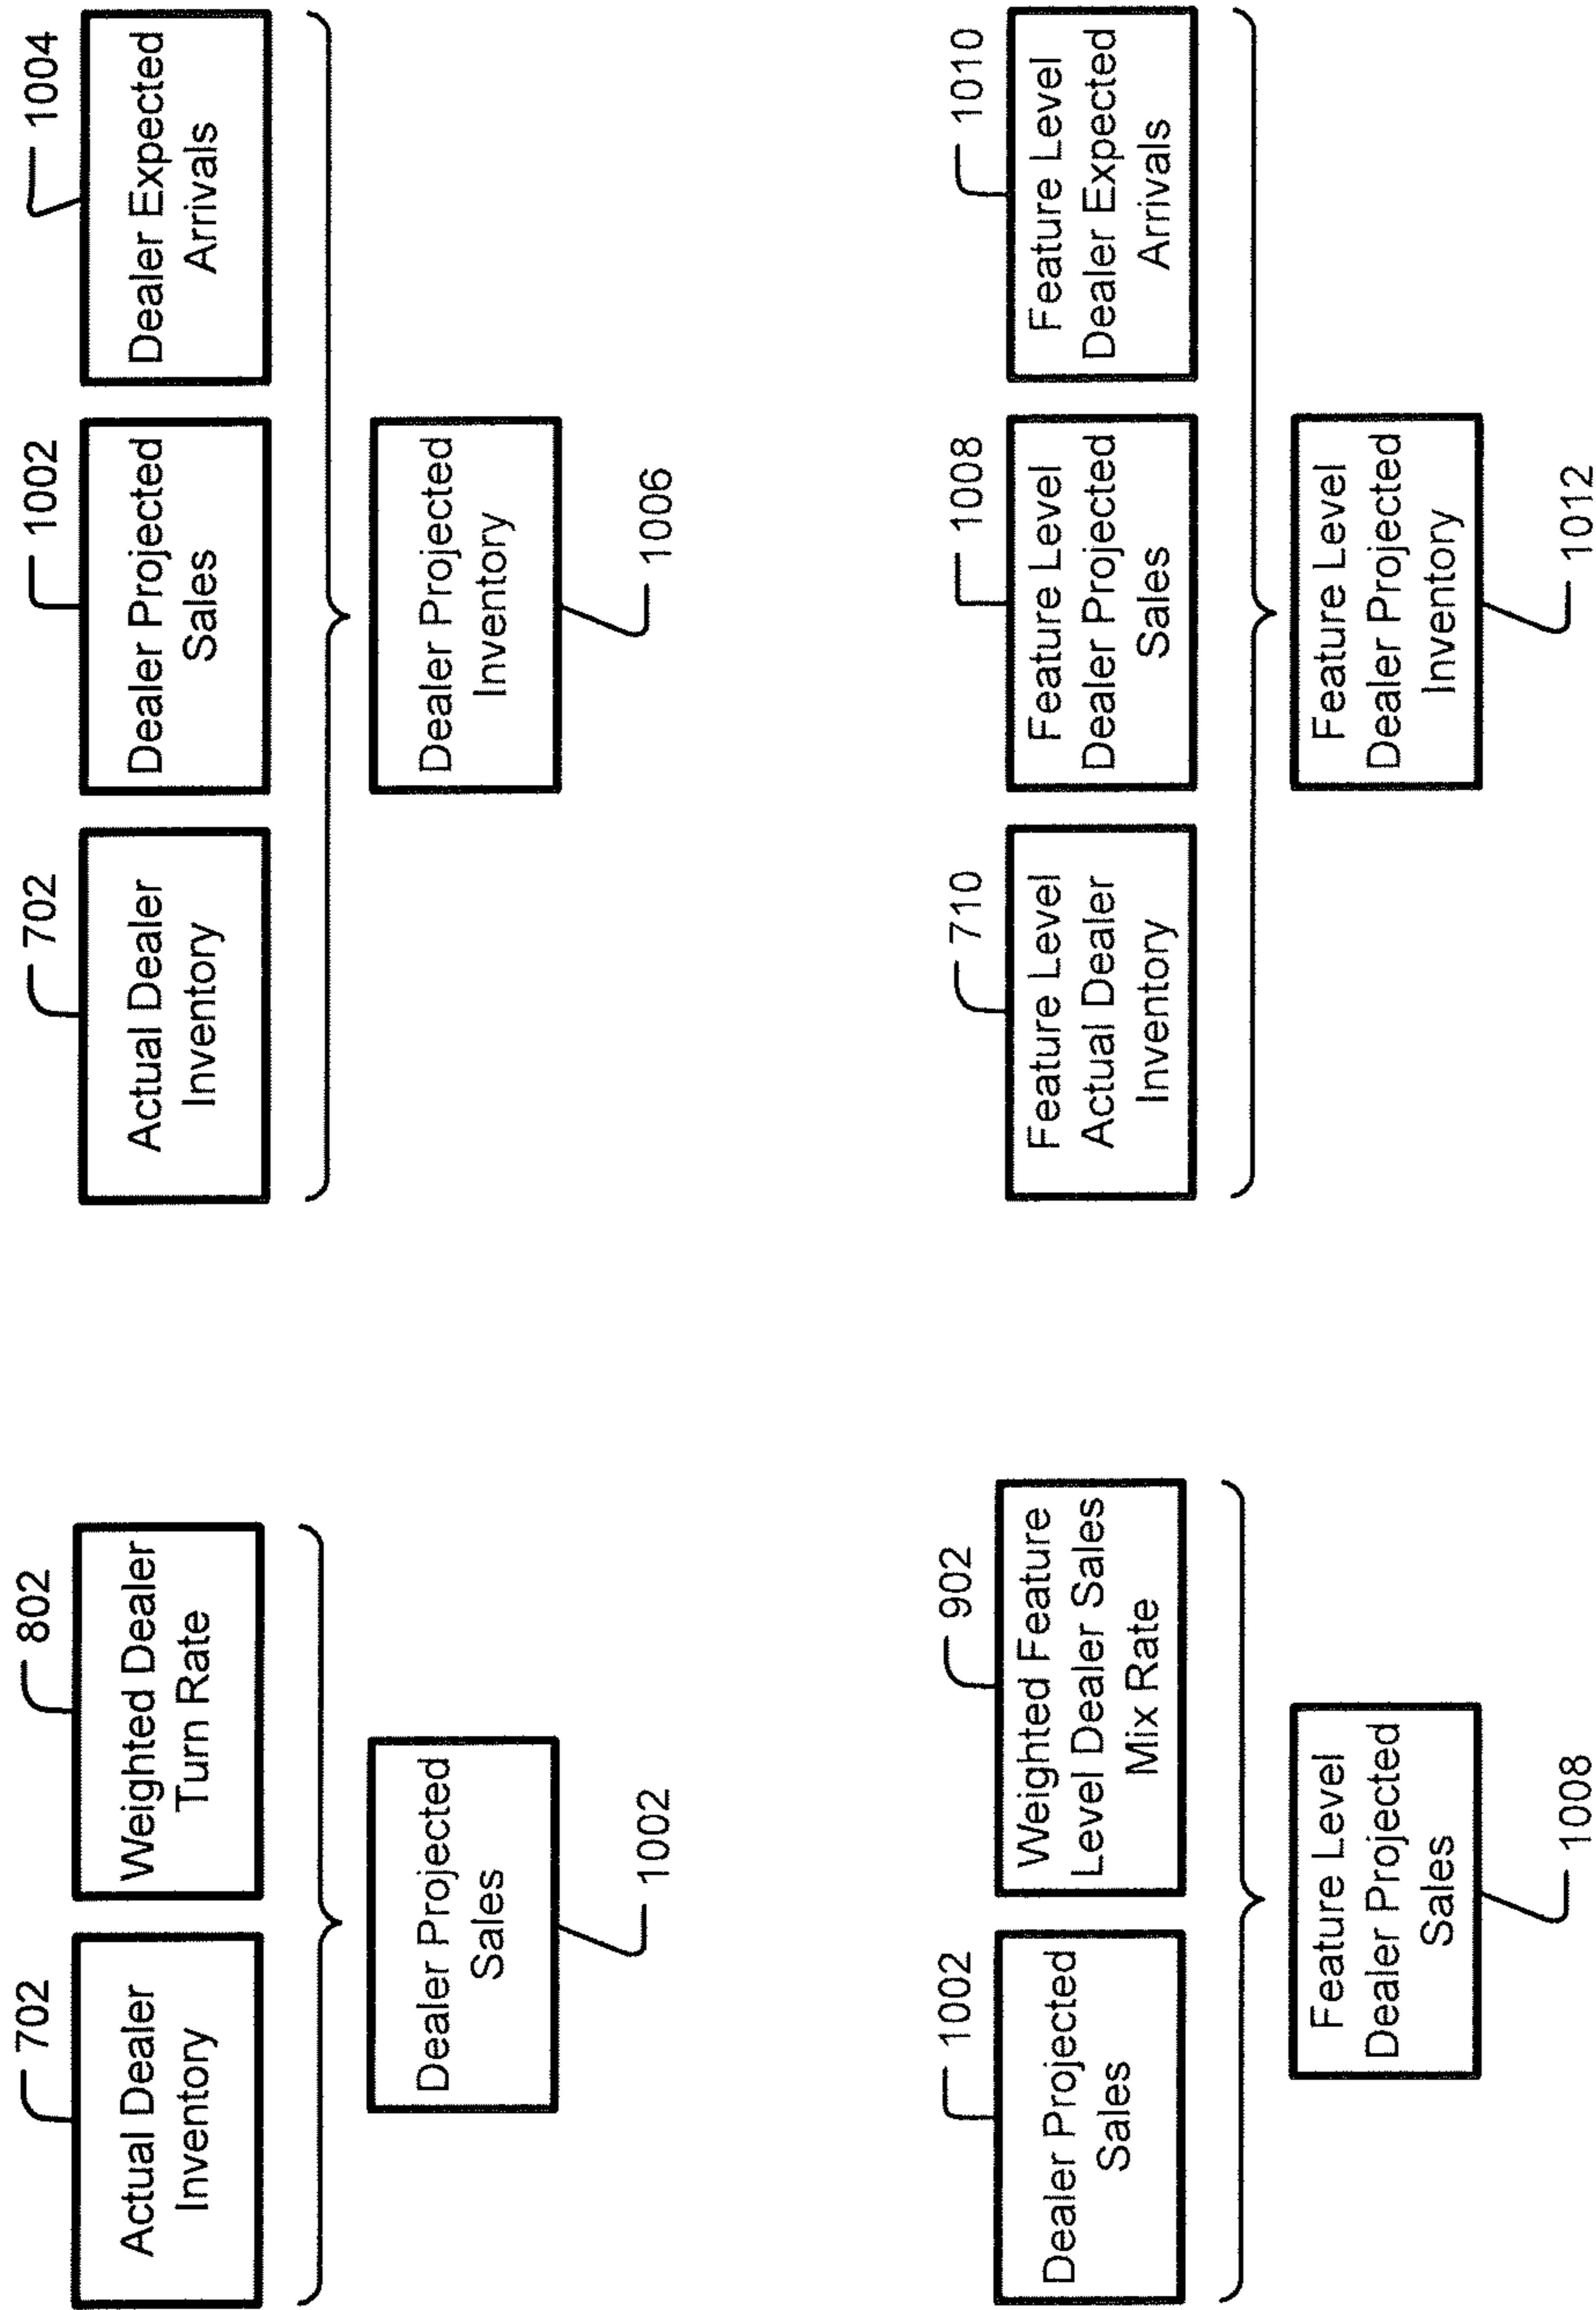 702
Actual Dealer
Inventory
802
Weighted Dealer
Turn Rate
Dealer Projected
Sales
1002
702
Actual Dealer
Inventory
1002
Dealer Projected
Sales
1004
Dealer Expected
Arrivals
Dealer Projected
Inventory
1006
1002
Dealer Projected
Sales
902
Weighted Feature
Level Dealer Sales
Mix Rate
Feature Level
Dealer Projected
Sales
1008
710
Feature Level
Actual Dealer
Inventory
1008
Feature Level
Dealer Projected
Sales
1010
Feature Level
Dealer Expected
Arrivals
Feature Level
Dealer Projected
Inventory
1012